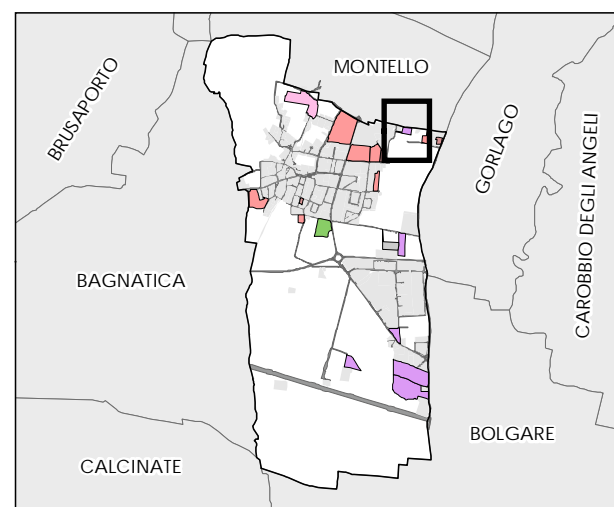 MONTELLO
BRUSAPORTO
GORLAGO
CAROBBIO DEGLI ANGELI
BAGNATICA
BOLGARE
CALCINATE